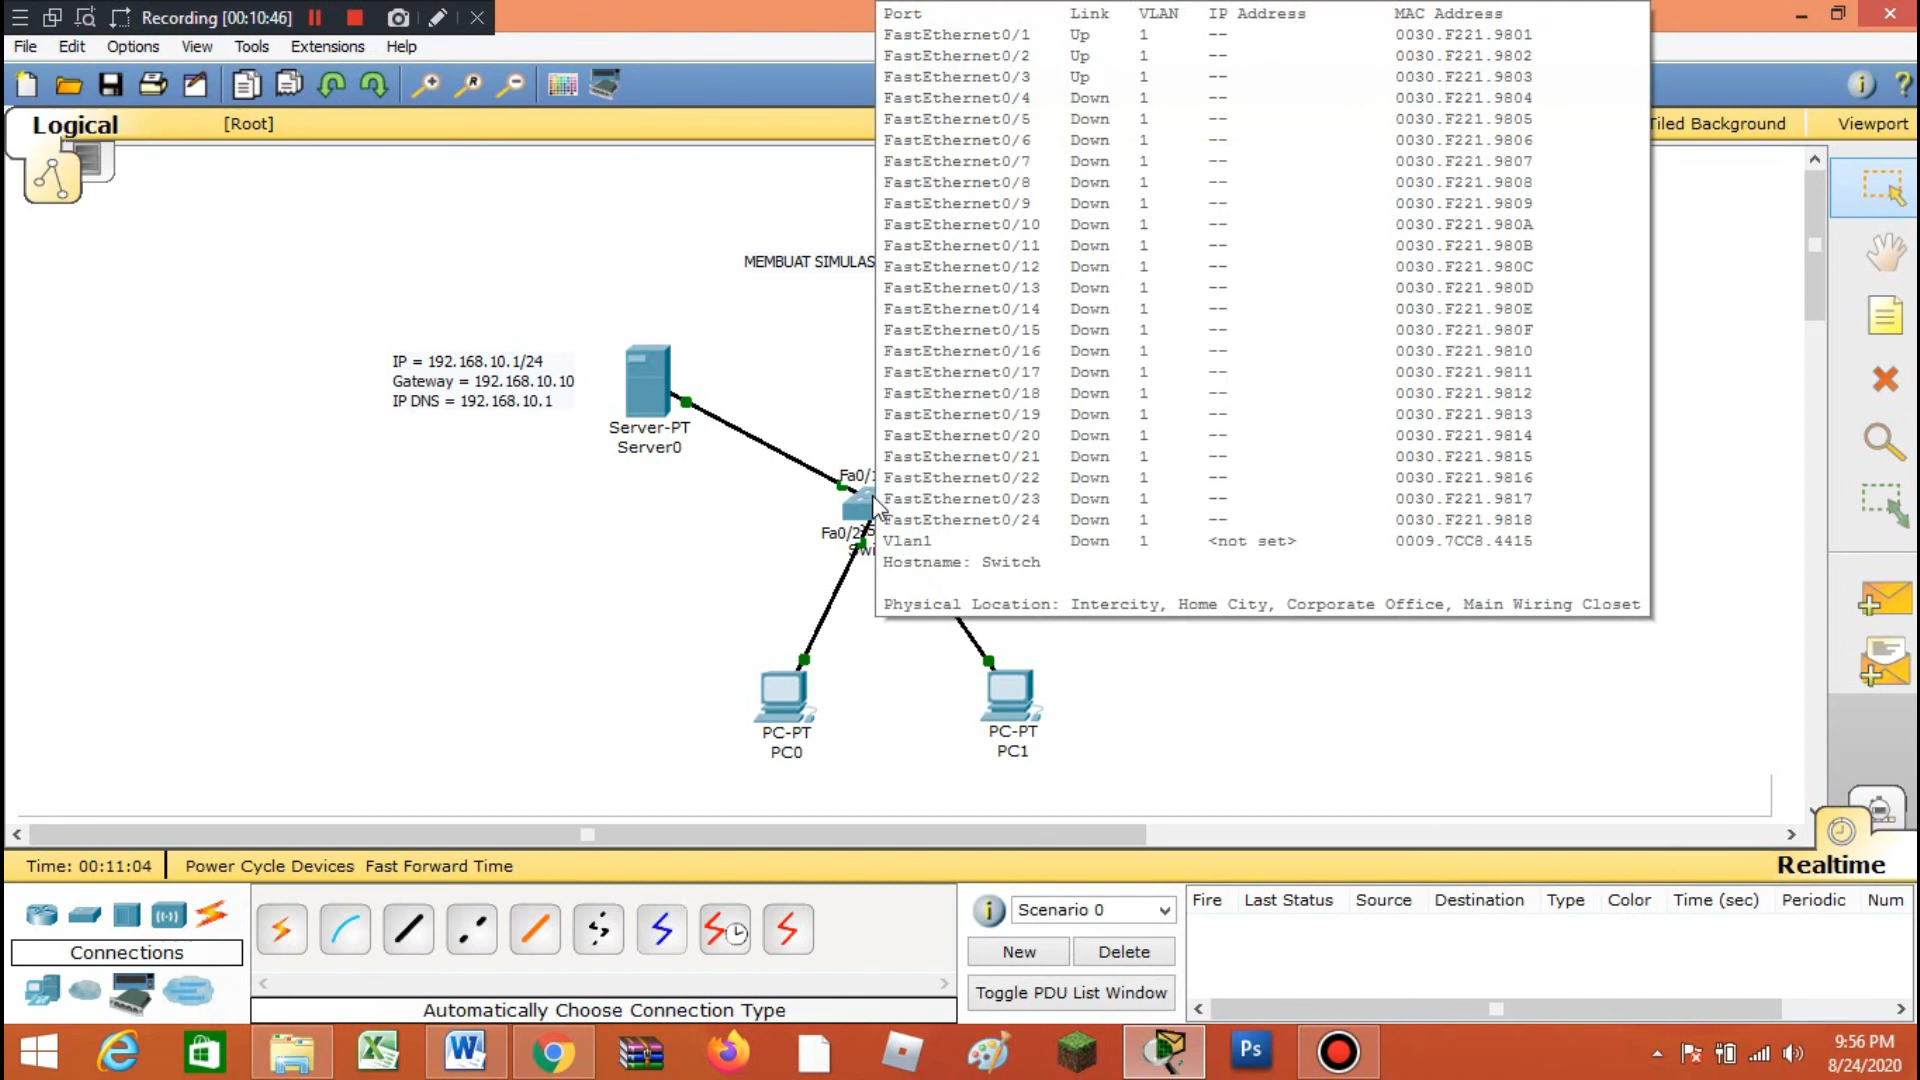 Recording [00:10:46]
File Edit Options View Tools Extensions Help
Logical
[Root]
Tiled Background
Viewport
Port Link VLAN IP Address MAC Address
FastEthernet0/1 Up 1 -- 0030.F221.9801
FastEthernet0/2 Up 1 -- 0030.F221.9802
FastEthernet0/3 Up 1 -- 0030.F221.9803
FastEthernet0/4 Down 1 -- 0030.F221.9804
FastEthernet0/5 Down 1 -- 0030.F221.9805
FastEthernet0/6 Down 1 -- 0030.F221.9806
FastEthernet0/7 Down 1 -- 0030.F221.9807
FastEthernet0/8 Down 1 -- 0030.F221.9808
FastEthernet0/9 Down 1 -- 0030.F221.9809
FastEthernet0/10 Down 1 -- 0030.F221.980A
FastEthernet0/11 Down 1 -- 0030.F221.980B
FastEthernet0/12 Down 1 -- 0030.F221.980C
FastEthernet0/13 Down 1 -- 0030.F221.980D
FastEthernet0/14 Down 1 -- 0030.F221.980E
FastEthernet0/15 Down 1 -- 0030.F221.980F
FastEthernet0/16 Down 1 -- 0030.F221.9810
FastEthernet0/17 Down 1 -- 0030.F221.9811
FastEthernet0/18 Down 1 -- 0030.F221.9812
FastEthernet0/19 Down 1 -- 0030.F221.9813
FastEthernet0/20 Down 1 -- 0030.F221.9814
FastEthernet0/21 Down 1 -- 0030.F221.9815
FastEthernet0/22 Down 1 -- 0030.F221.9816
FastEthernet0/23 Down 1 -- 0030.F221.9817
FastEthernet0/24 Down 1 -- 0030.F221.9818
Vlan1 Down 1 <not set> 0009.7CC8.4415
Hostname: Switch
Physical Location: Intercity, Home City, Corporate Office, Main Wiring Closet
MEMBUAT SIMULAS
IP = 192.168.10.1/24
Gateway = 192.168.10.10
IP DNS = 192.168.10.1
Server-PT
Server0
Fa0/1
Fa0/2
PC-PT
PC0
PC-PT
PC1
Time: 00:11:04
Power Cycle Devices Fast Forward Time
Realtime
Connections
Automatically Choose Connection Type
Scenario 0
New
Delete
Toggle PDU List Window
Fire Last Status Source Destination Type Color Time (sec) Periodic Num
Ps
9:56 PM
8/24/2020